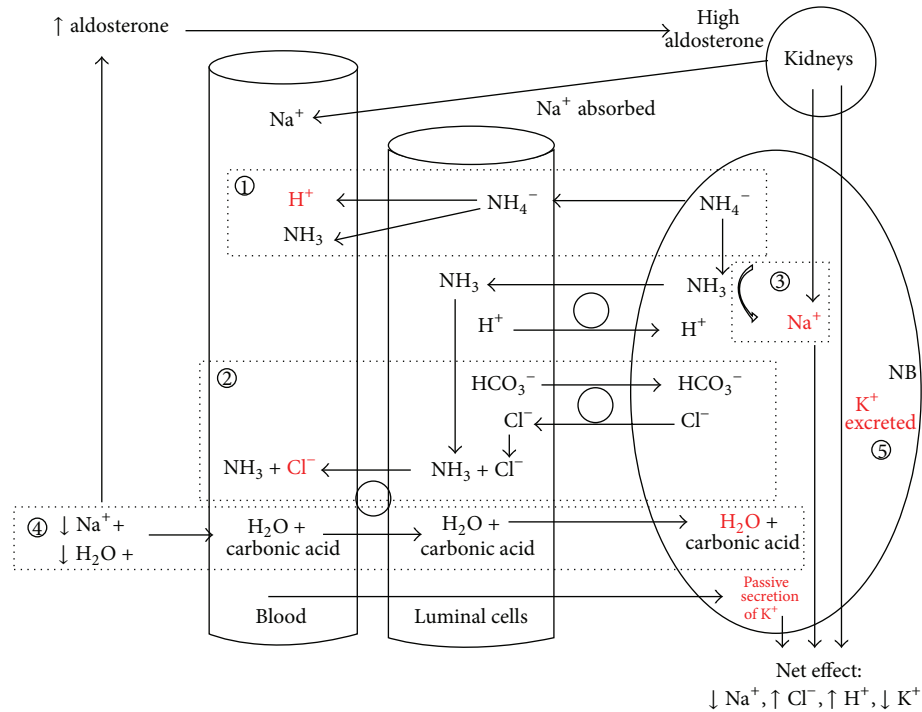 ↑ aldosterone
High
aldosterone
Kidneys
Na⁺
Na⁺ absorbed
①
H⁺
NH₄⁻
NH₄⁻
NH₃
NH₃
NH₃
③
H⁺
H⁺
Na⁺
②
HCO₃⁻
HCO₃⁻
NB
Cl⁻
Cl⁻
K⁺
excreted
⑤
NH₃ + Cl⁻
NH₃ + Cl⁻
④
↓ Na⁺ +
↓ H₂O +
H₂O +
carbonic acid
H₂O +
carbonic acid
H₂O +
carbonic acid
Passive
secretion
of K⁺
Blood
Luminal cells
Net effect:
↓ Na⁺, ↑ Cl⁻, ↑ H⁺, ↓ K⁺